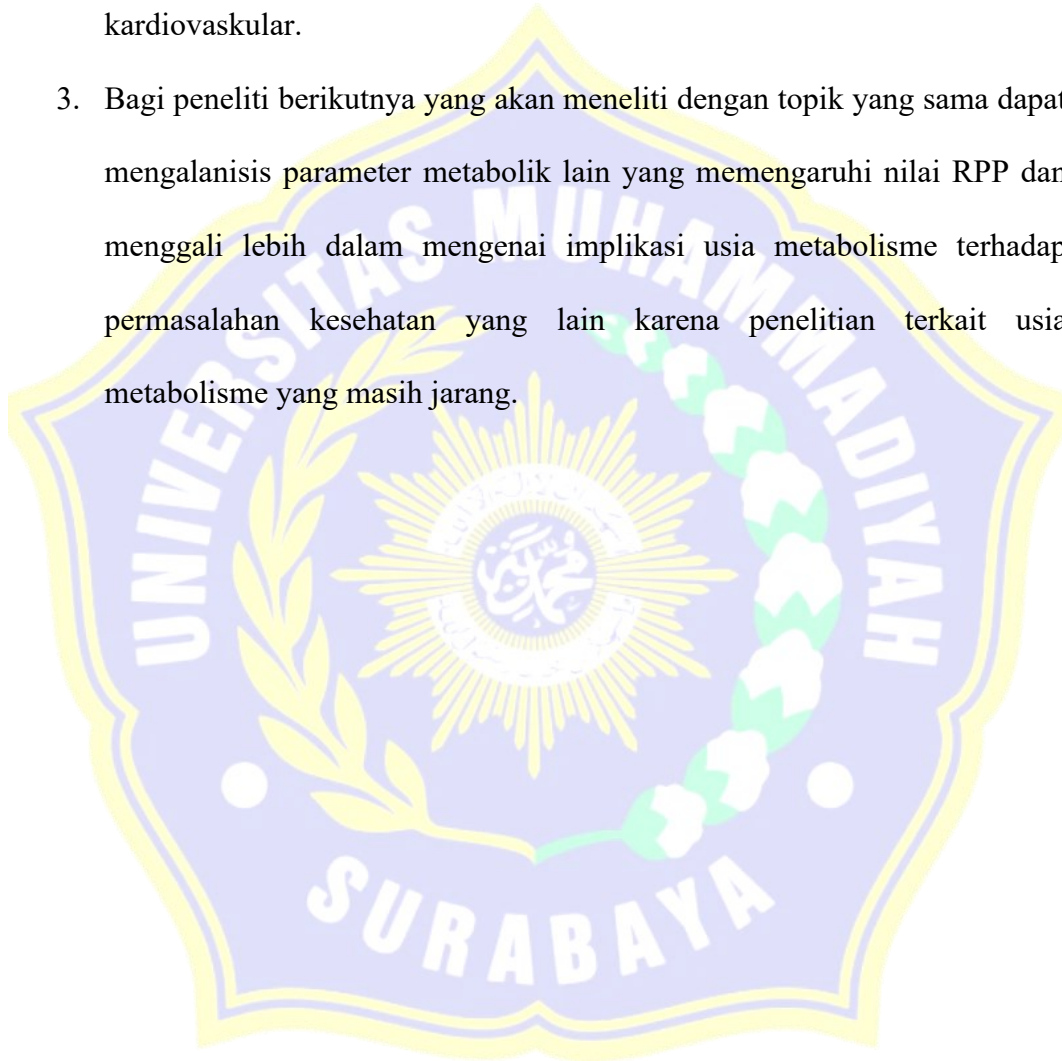 kardiovaskular.
3. Bagi peneliti berikutnya yang akan meneliti dengan topik yang sama dapat
mengalanisis parameter metabolik lain yang memengaruhi nilai RPP dan
menggali lebih dalam mengenai implikasi usia metabolisme terhadap
permasalahan kesehatan yang lain karena penelitian terkait usia
metabolisme yang masih jarang.
UNIVERSITAS MUHAMMADIYAH
SURABAYA